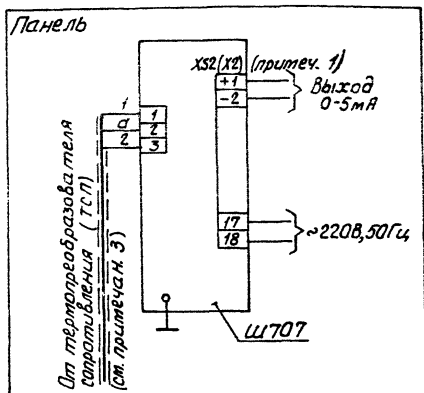 Панель
XS2(X2) (примеч. 1)
+1
-2
Выход
0-5мА
1
а
2
1
2
3
От термопреобразователя
сопротивления (ТСП)
(см. примечан. 3)
17
18
~220В, 50Гц
Ш707